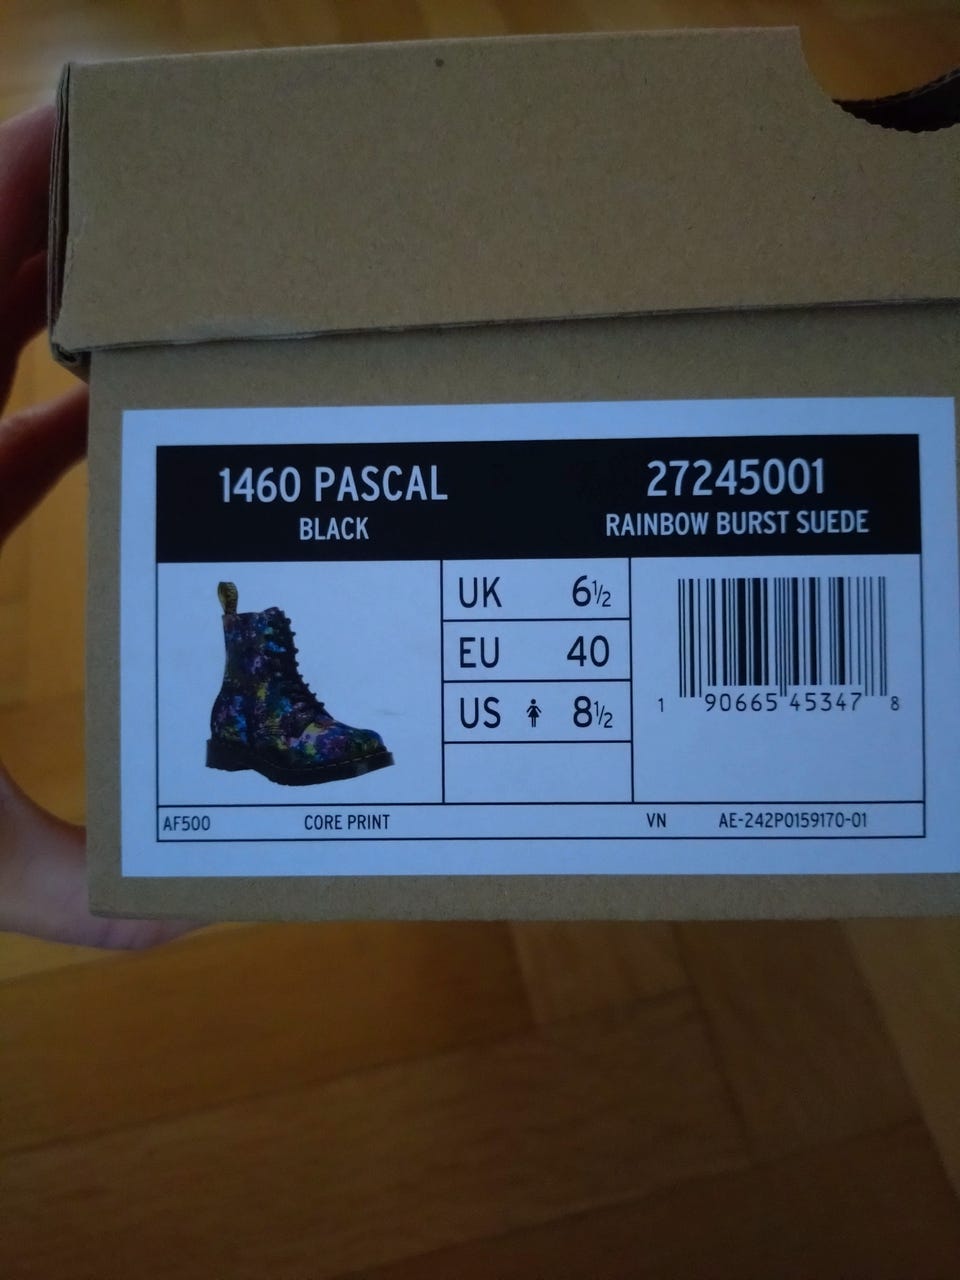 1460 PASCAL
BLACK
27245001
RAINBOW BURST SUEDE
UK 6½
EU 40
US 8½
1 90665 45347 8
AF500 CORE PRINT VN AE-242P0159170-01